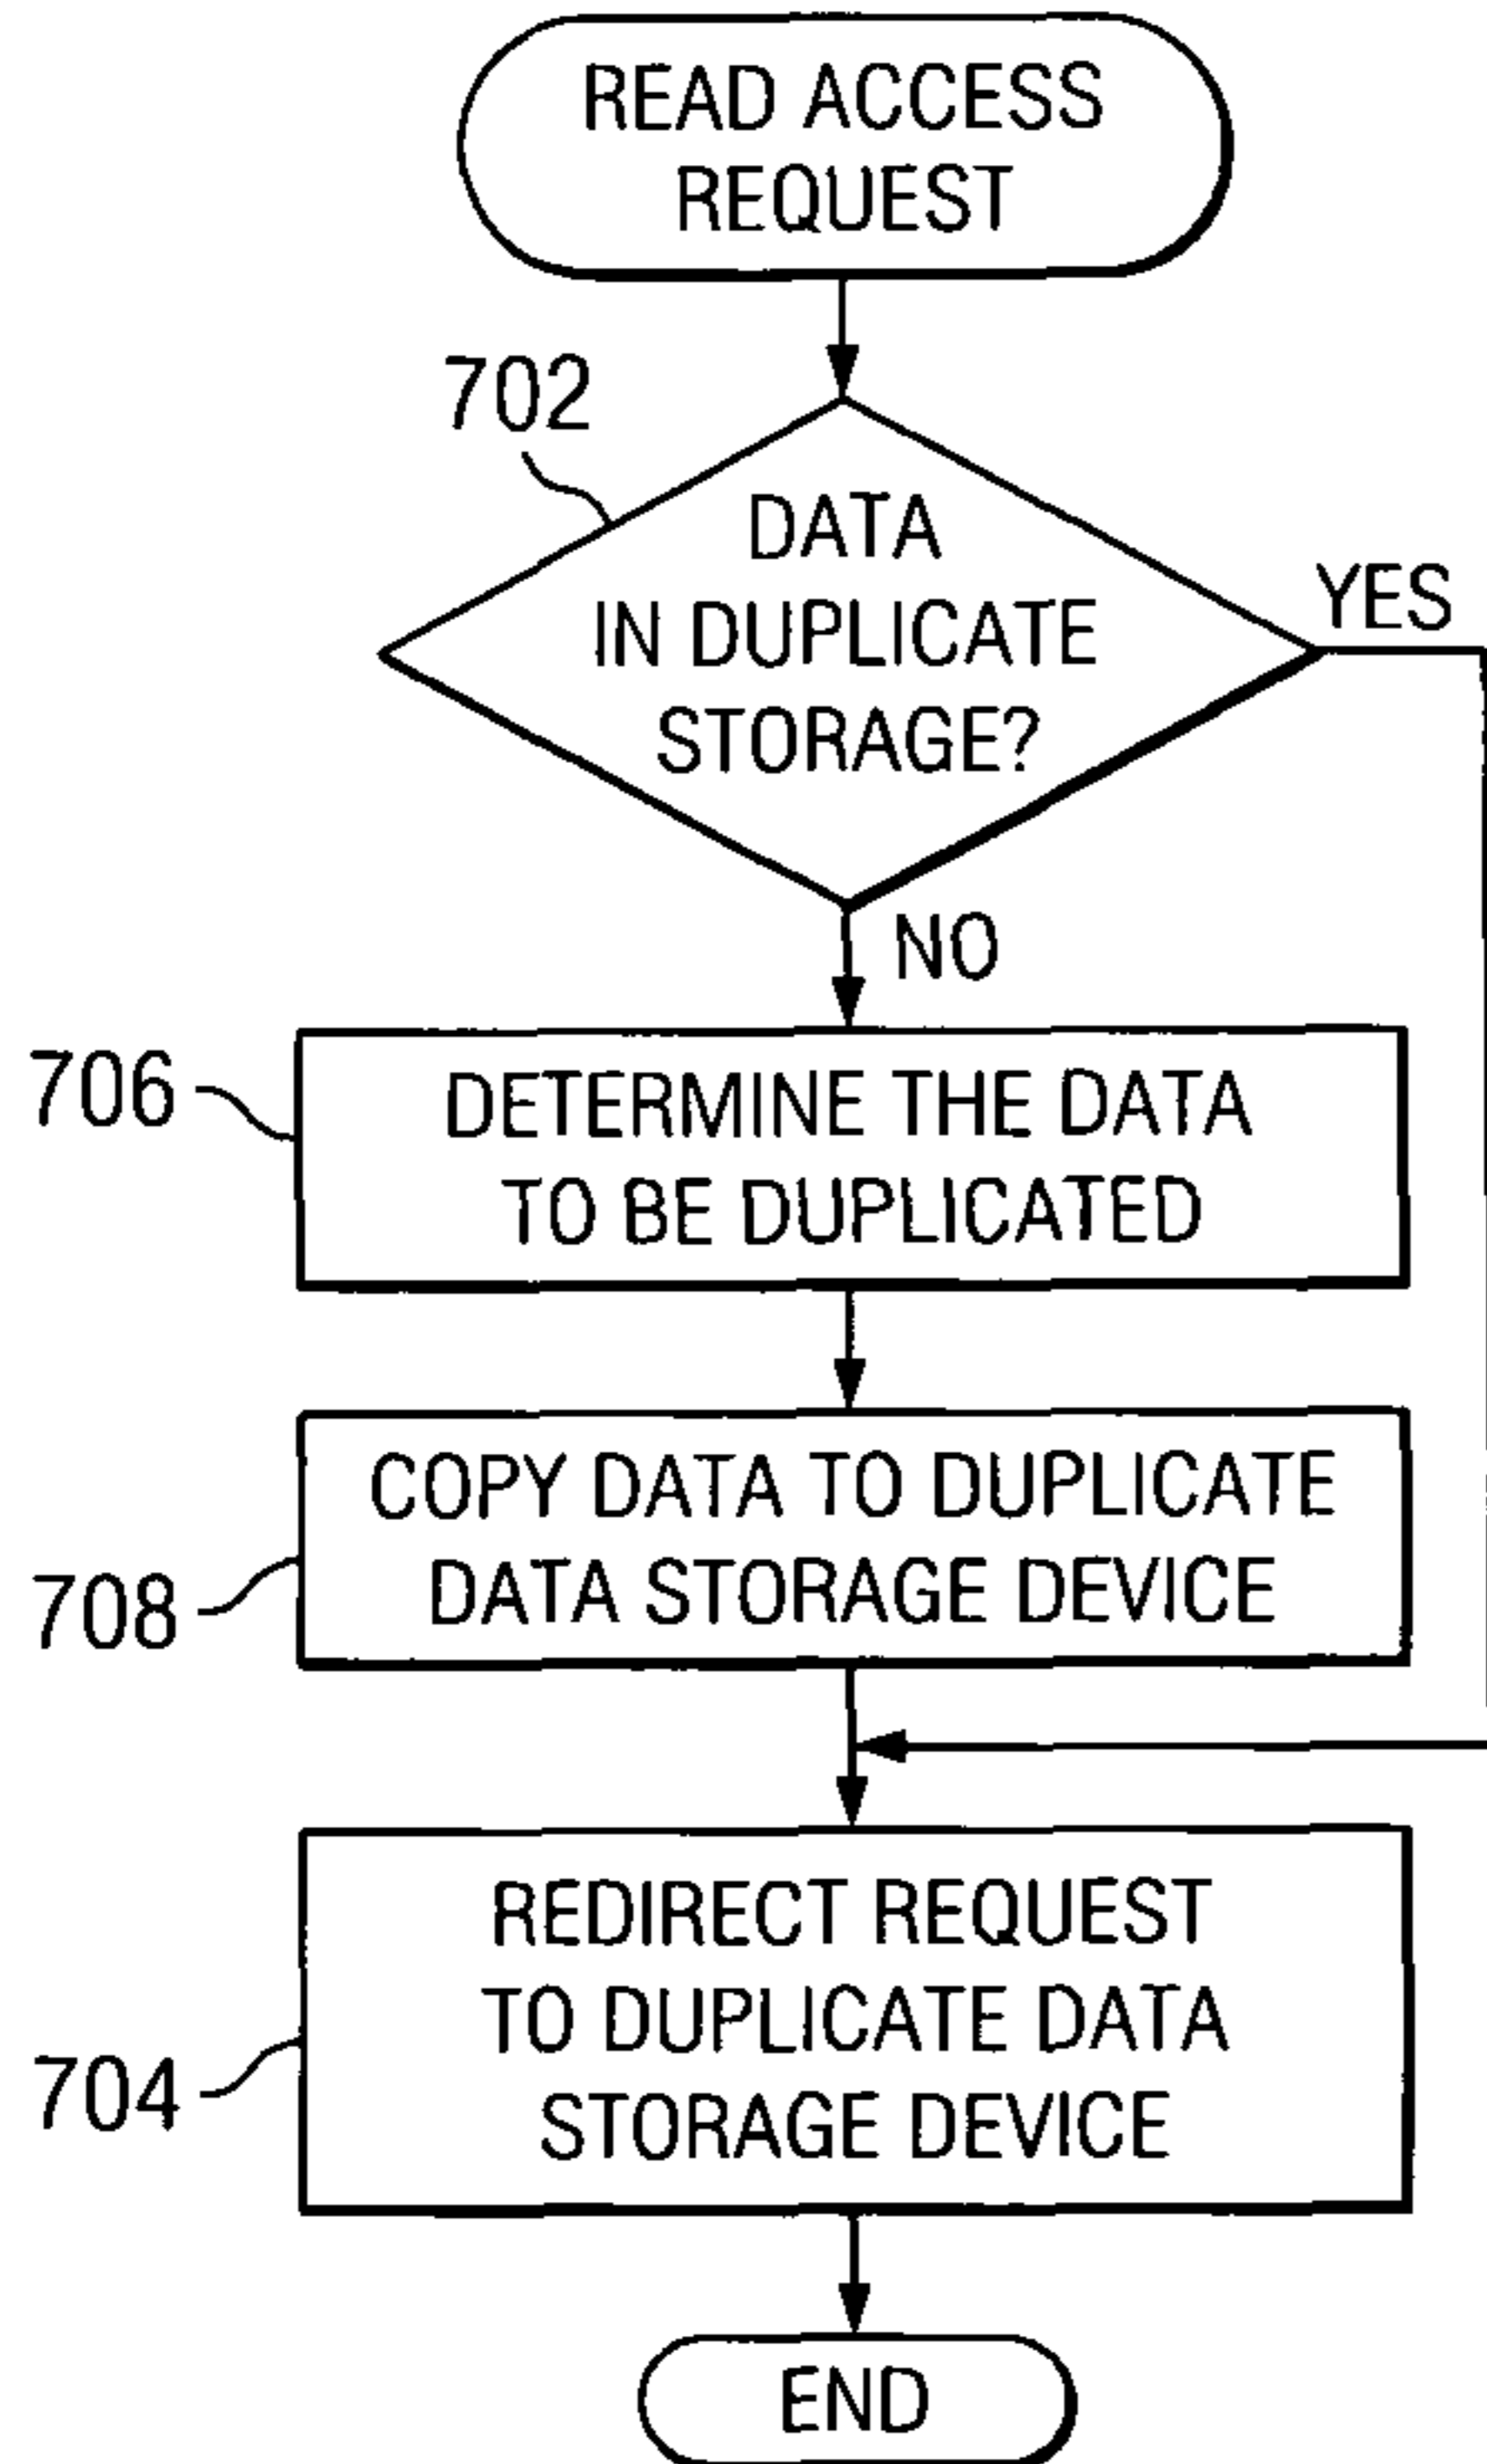 READ ACCESS
REQUEST
702
DATA
IN DUPLICATE
STORAGE?
YES
NO
706
DETERMINE THE DATA
TO BE DUPLICATED
COPY DATA TO DUPLICATE
DATA STORAGE DEVICE
708
REDIRECT REQUEST
TO DUPLICATE DATA
STORAGE DEVICE
704
END